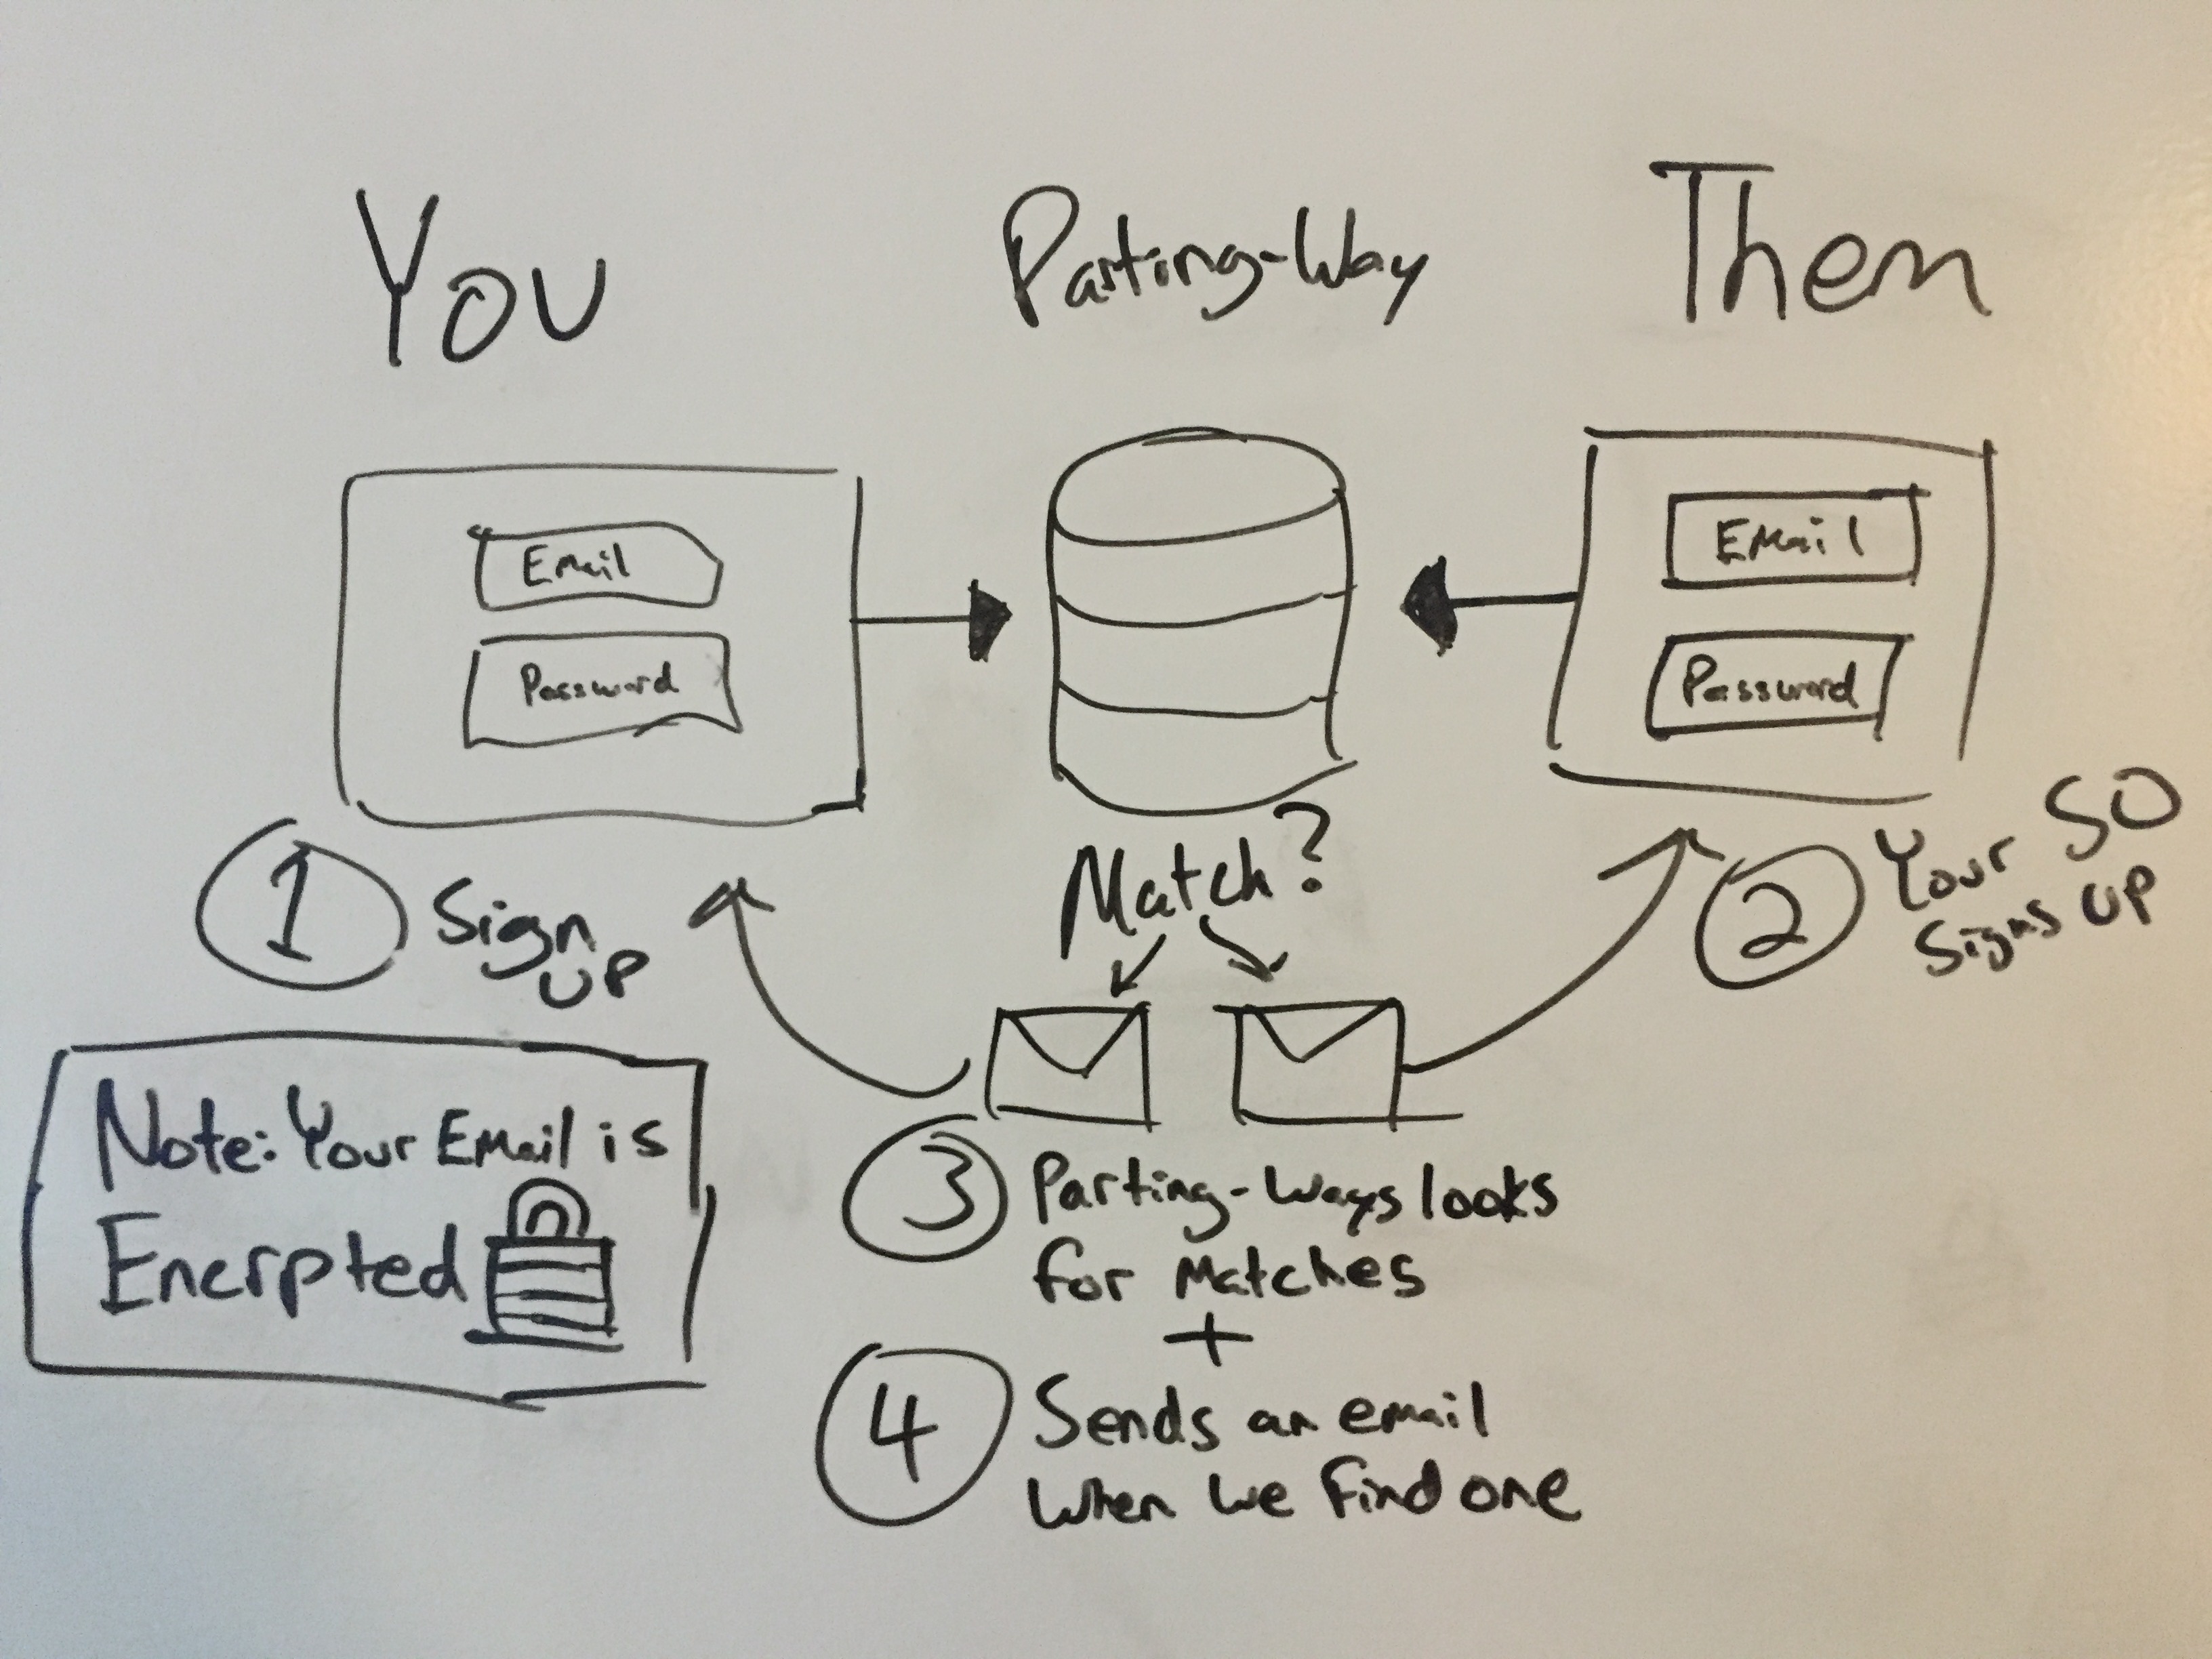 You
Parting-Way
Them
Email
Password
EMail
Password
1
Sign
UP
Match?
2
Your SO
Signs UP
Note: Your EMail is
Encrpted
3
Parting-Ways looks
for Matches
+
4
Sends an email
when we find one